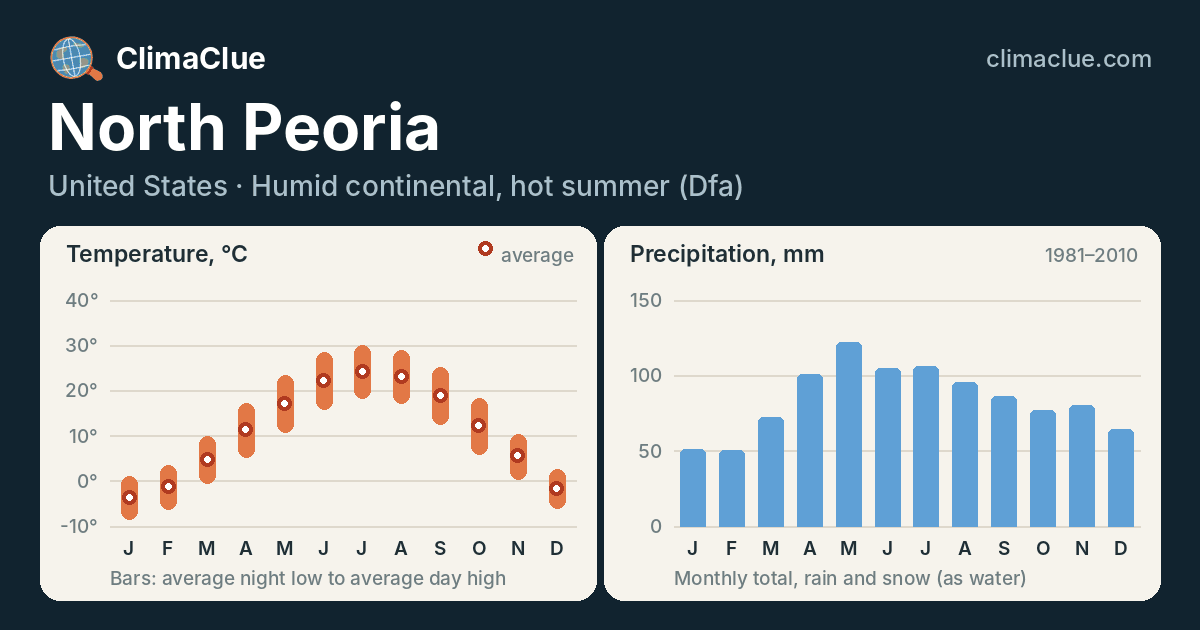 ClimaClue
climaclue.com
North Peoria
United States · Humid continental, hot summer (Dfa)
Temperature, °C
average
40°
30°
20°
10°
0°
-10°
J F M A M J J A S O N D
Bars: average night low to average day high
Precipitation, mm
1981–2010
150
100
50
0
J F M A M J J A S O N D
Monthly total, rain and snow (as water)